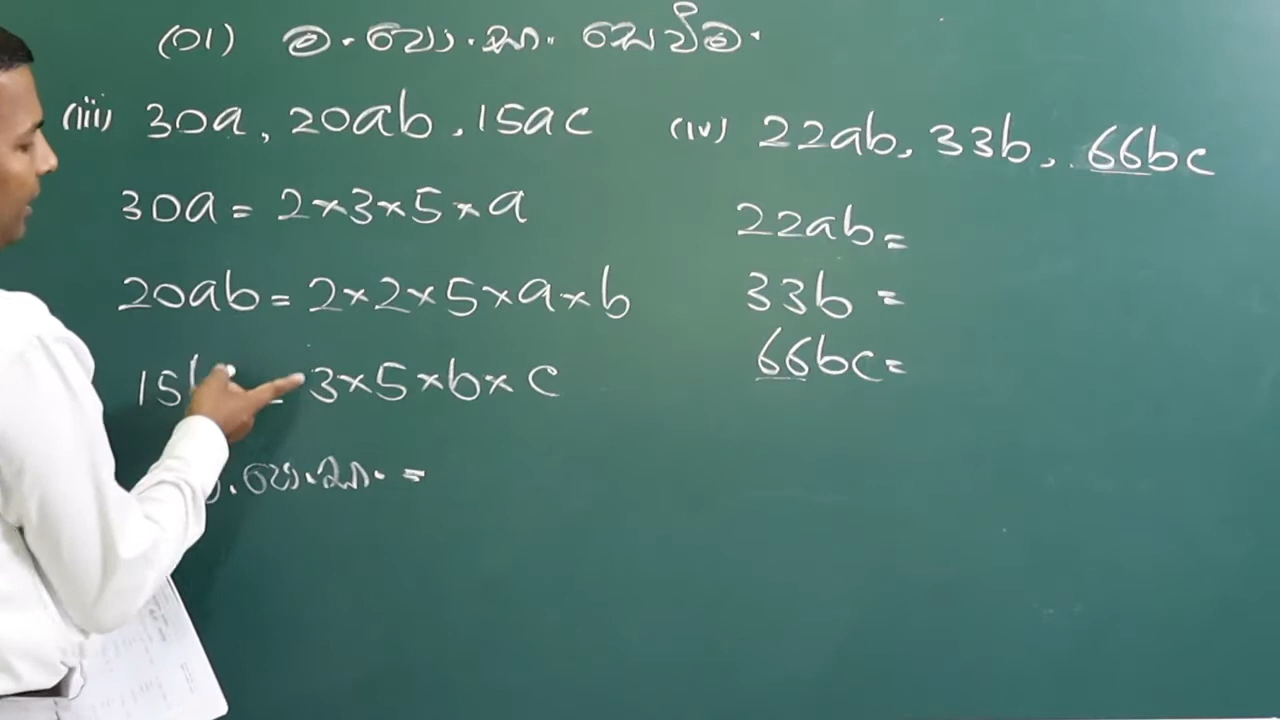 (01) ම.පො.සා. සෙවීම.
(iii) 30a, 20ab, 15ac
30a = 2×3×5×a
20ab = 2×2×5×a×b
15b = 3×5×b×c
.පො.සා. =
(iv) 22ab, 33b, 66bc
22ab =
33b =
66bc =